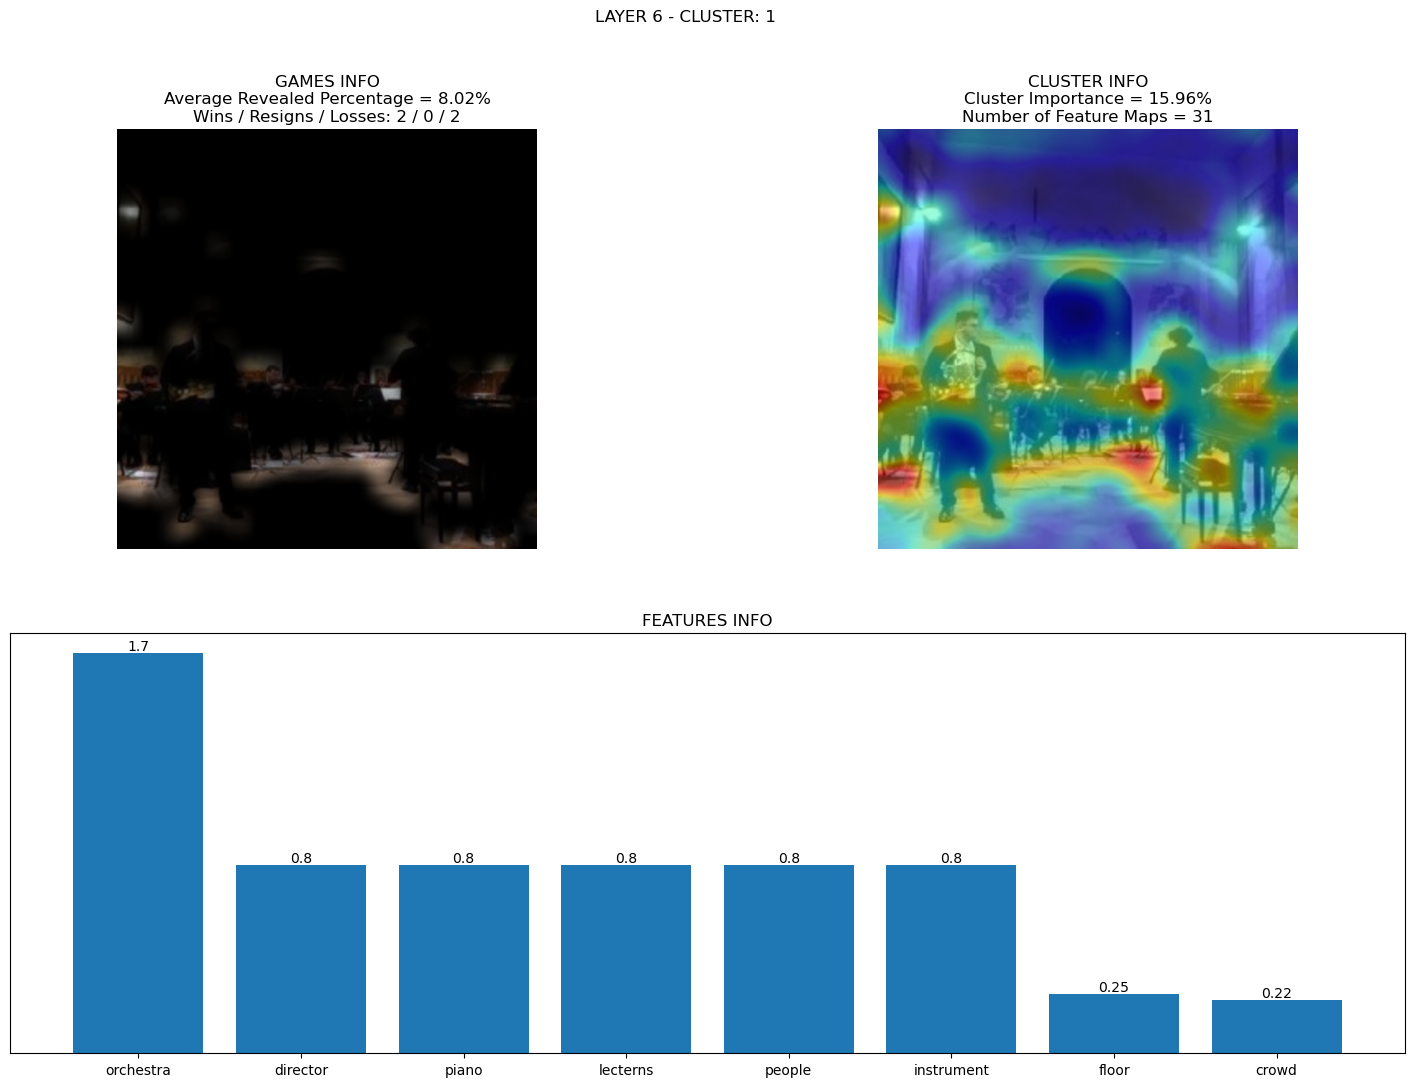 LAYER 6 - CLUSTER: 1
GAMES INFO
Average Revealed Percentage = 8.02%
Wins / Resigns / Losses: 2 / 0 / 2
CLUSTER INFO
Cluster Importance = 15.96%
Number of Feature Maps = 31
FEATURES INFO
1.7
0.8
0.8
0.8
0.8
0.8
0.25
0.22
orchestra
director
piano
lecterns
people
instrument
floor
crowd